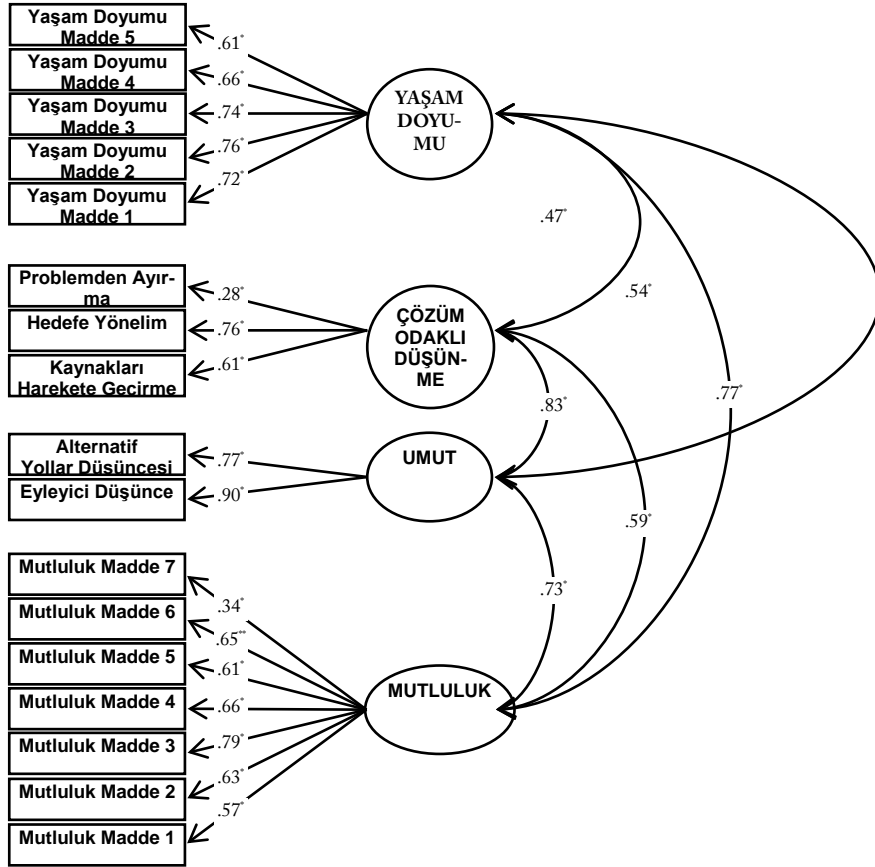 Yaşam Doyumu
Madde 5
Yaşam Doyumu
Madde 4
Yaşam Doyumu
Madde 3
Yaşam Doyumu
Madde 2
Yaşam Doyumu
Madde 1
.61*
.66*
.74*
.76*
.72*
YAŞAM
DOYU-
MU
.47*
.54*
.77*
Problemden Ayır-
ma
Hedefe Yönelim
Kaynakları
Harekete Geçirme
.28*
.76*
.61*
ÇÖZÜM
ODAKLI
DÜŞÜN-
ME
.83*
.59*
Alternatif
Yollar Düşüncesi
Eyleyici Düşünce
.77*
.90*
UMUT
.73*
Mutluluk Madde 7
Mutluluk Madde 6
Mutluluk Madde 5
Mutluluk Madde 4
Mutluluk Madde 3
Mutluluk Madde 2
Mutluluk Madde 1
.34*
.65**
.61*
.66*
.79*
.63*
.57*
MUTLULUK